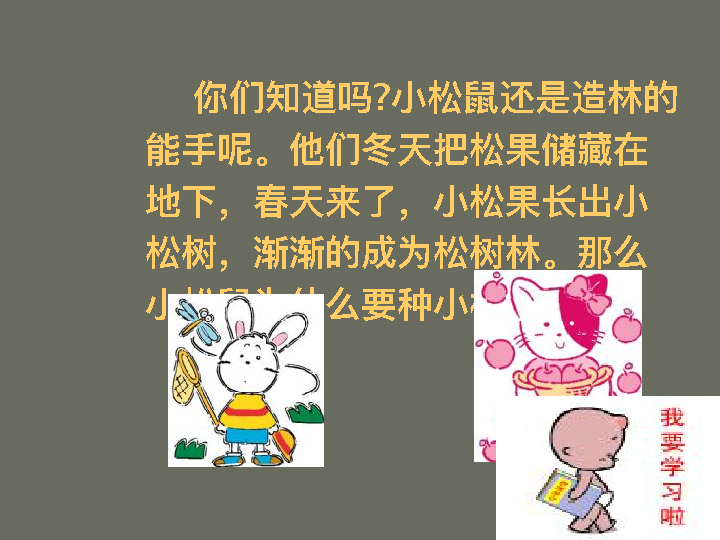 你们知道吗?小松鼠还是造林的
能手呢。他们冬天把松果储藏在
地下，春天来了，小松果长出小
松树，渐渐的成为松树林。那么
小松鼠为什么要种小
我
要
学
习
啦